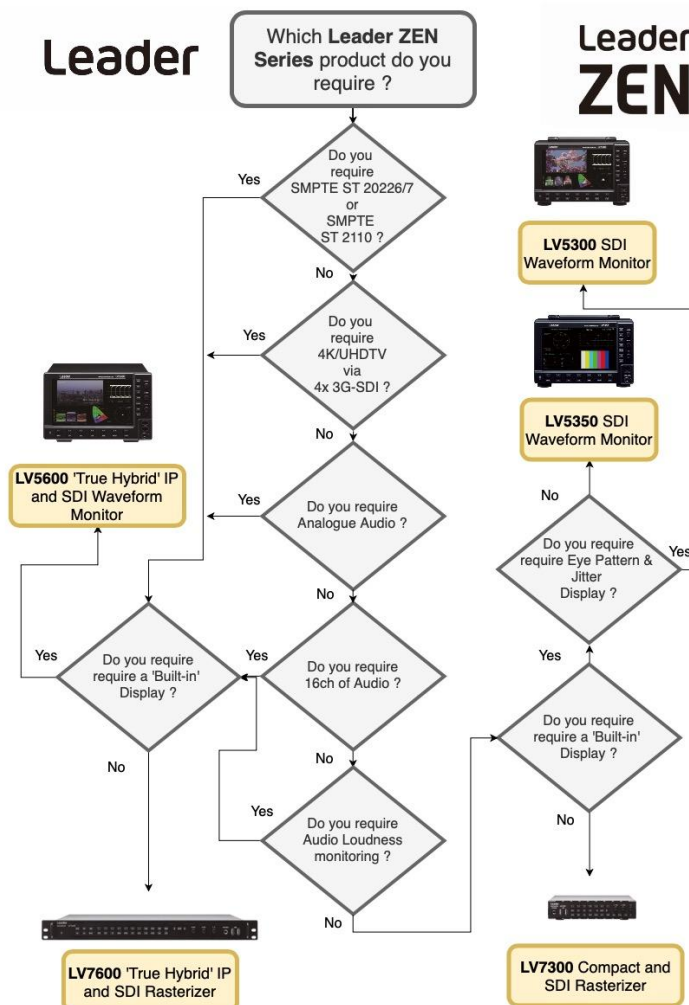 Leader
Which Leader ZEN
Series product do you
require ?
Leader
ZEN
Do you
require
SMPTE ST 20226/7
or
SMPTE
ST 2110 ?
Yes
No
LV5300 SDI
Waveform Monitor
Do you
require
4K/UHDTV
via
4x 3G-SDI ?
Yes
No
LV5350 SDI
Waveform Monitor
LV5600 'True Hybrid' IP
and SDI Waveform
Monitor
Do you require
Analogue Audio ?
Yes
No
Do you require
require Eye Pattern &
Jitter
Display ?
No
Yes
Do you require
require a 'Built-in'
Display ?
Yes
No
Do you require
16ch of Audio ?
Yes
No
Do you require
require a 'Built-in'
Display ?
Yes
No
Do you require
Audio Loudness
monitoring ?
Yes
No
LV7600 'True Hybrid' IP
and SDI Rasterizer
LV7300 Compact and
SDI Rasterizer